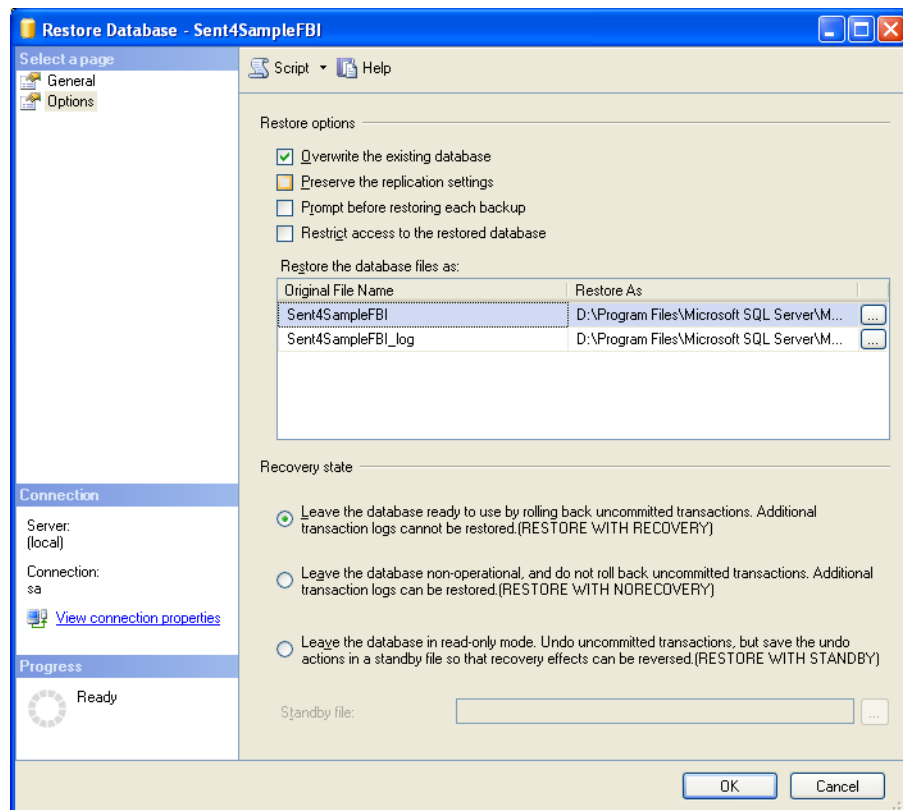 Restore Database - Sent4SampleFBI
Select a page
General
Options
Script
Help
Restore options
Overwrite the existing database
Preserve the replication settings
Prompt before restoring each backup
Restrict access to the restored database
Restore the database files as:
Original File Name Restore As
Sent4SampleFBI D:\Program Files\Microsoft SQL Server\M... ...
Sent4SampleFBI_log D:\Program Files\Microsoft SQL Server\M... ...
Recovery state
Leave the database ready to use by rolling back uncommitted transactions. Additional
transaction logs cannot be restored.(RESTORE WITH RECOVERY)
Leave the database non-operational, and do not roll back uncommitted transactions. Additional
transaction logs can be restored.(RESTORE WITH NORECOVERY)
Leave the database in read-only mode. Undo uncommitted transactions, but save the undo
actions in a standby file so that recovery effects can be reversed.(RESTORE WITH STANDBY)
Standby file: ...
Connection
Server:
(local)
Connection:
sa
View connection properties
Progress
Ready
OK Cancel